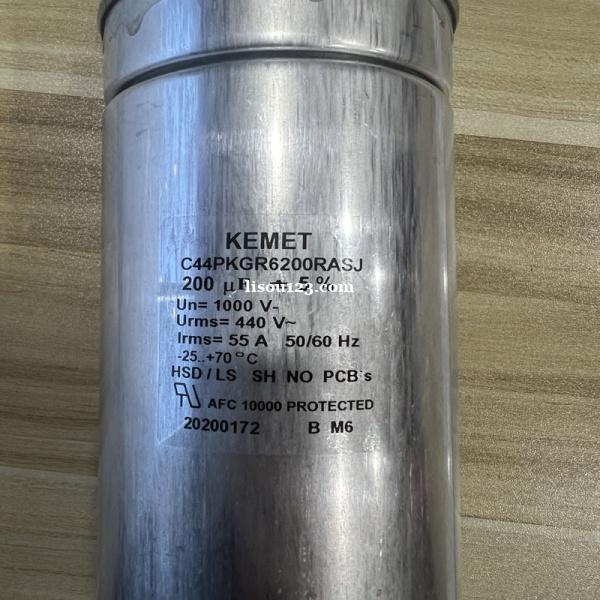 KEMET
C44PKGR6200RASJ
200 µF ± 5 %
lisou123.com
Un= 1000 V-
Urms= 440 V~
Irms= 55 A 50/60 Hz
-25..+70°C
HSD/LS SH NO PCB's
AFC 10000 PROTECTED
20200172 B M6